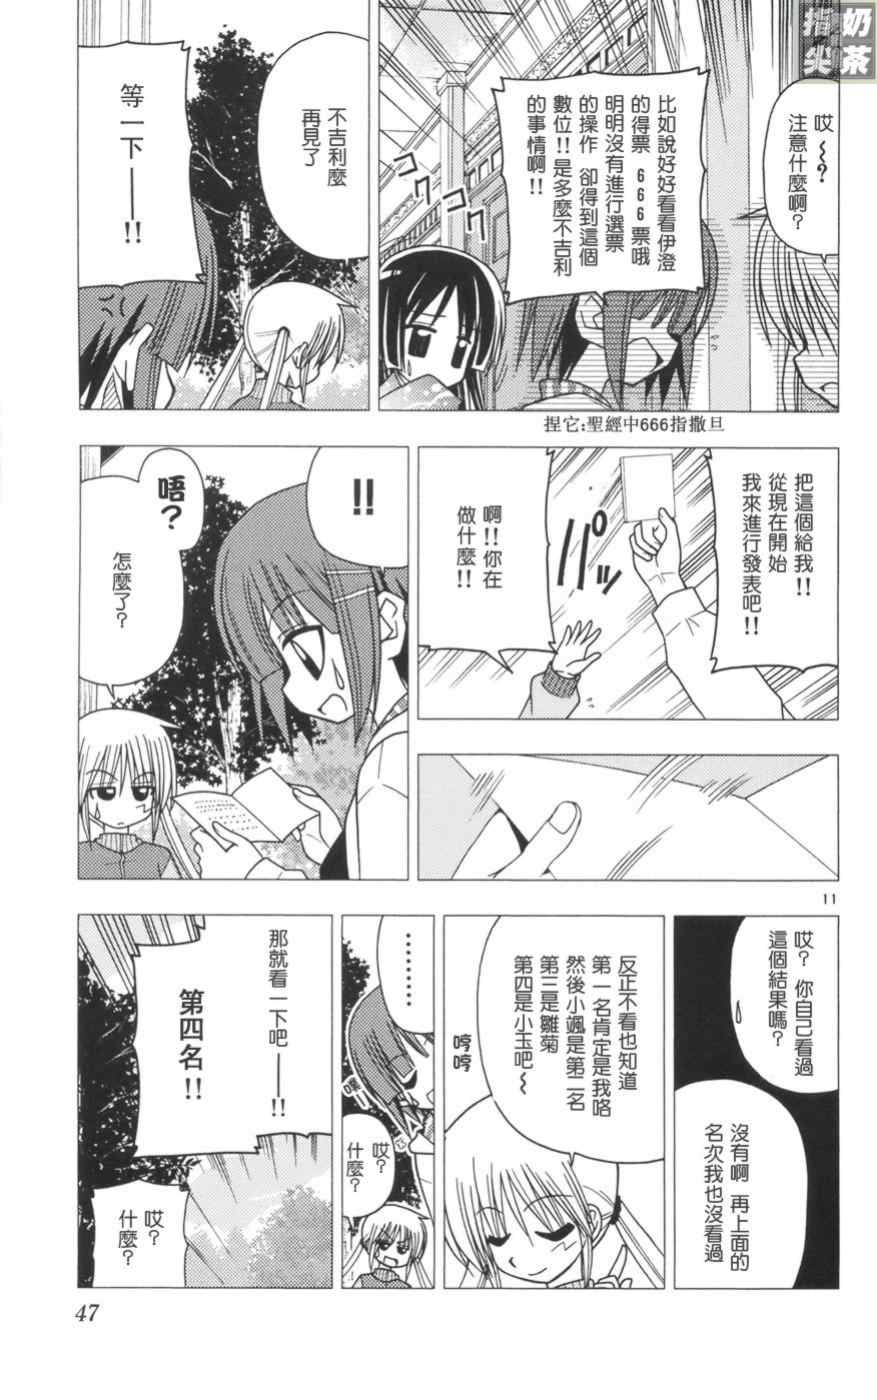 指奶
尖茶
哎
～?
注意什麼啊?
比如說好好看看伊澄
的得票 666 票哦
明明沒有進行選票
的操作 卻得到這個
數位!! 是多麼不吉利
的事情啊!!
コクコク
不吉利麼
再見了
等一下——!!
捏它:聖經中666指撒旦
把這個給我!!
從現在開始
我來進行發表吧!!
啊!!你在
做什麼!!
!!
唔?
怎麼了?
11
哎? 你自己看過
這個結果嗎?
沒有啊 再上面的
名次我也沒看過
反正不看也知道
第一名肯定是我咯
然後小颯是第二名
第三是雛菊
第四是小玉吧~
哼哼
………
噗!!
哎?
什麼?
那就看一下吧——!!
第四名!!
哎?
什麼?
47